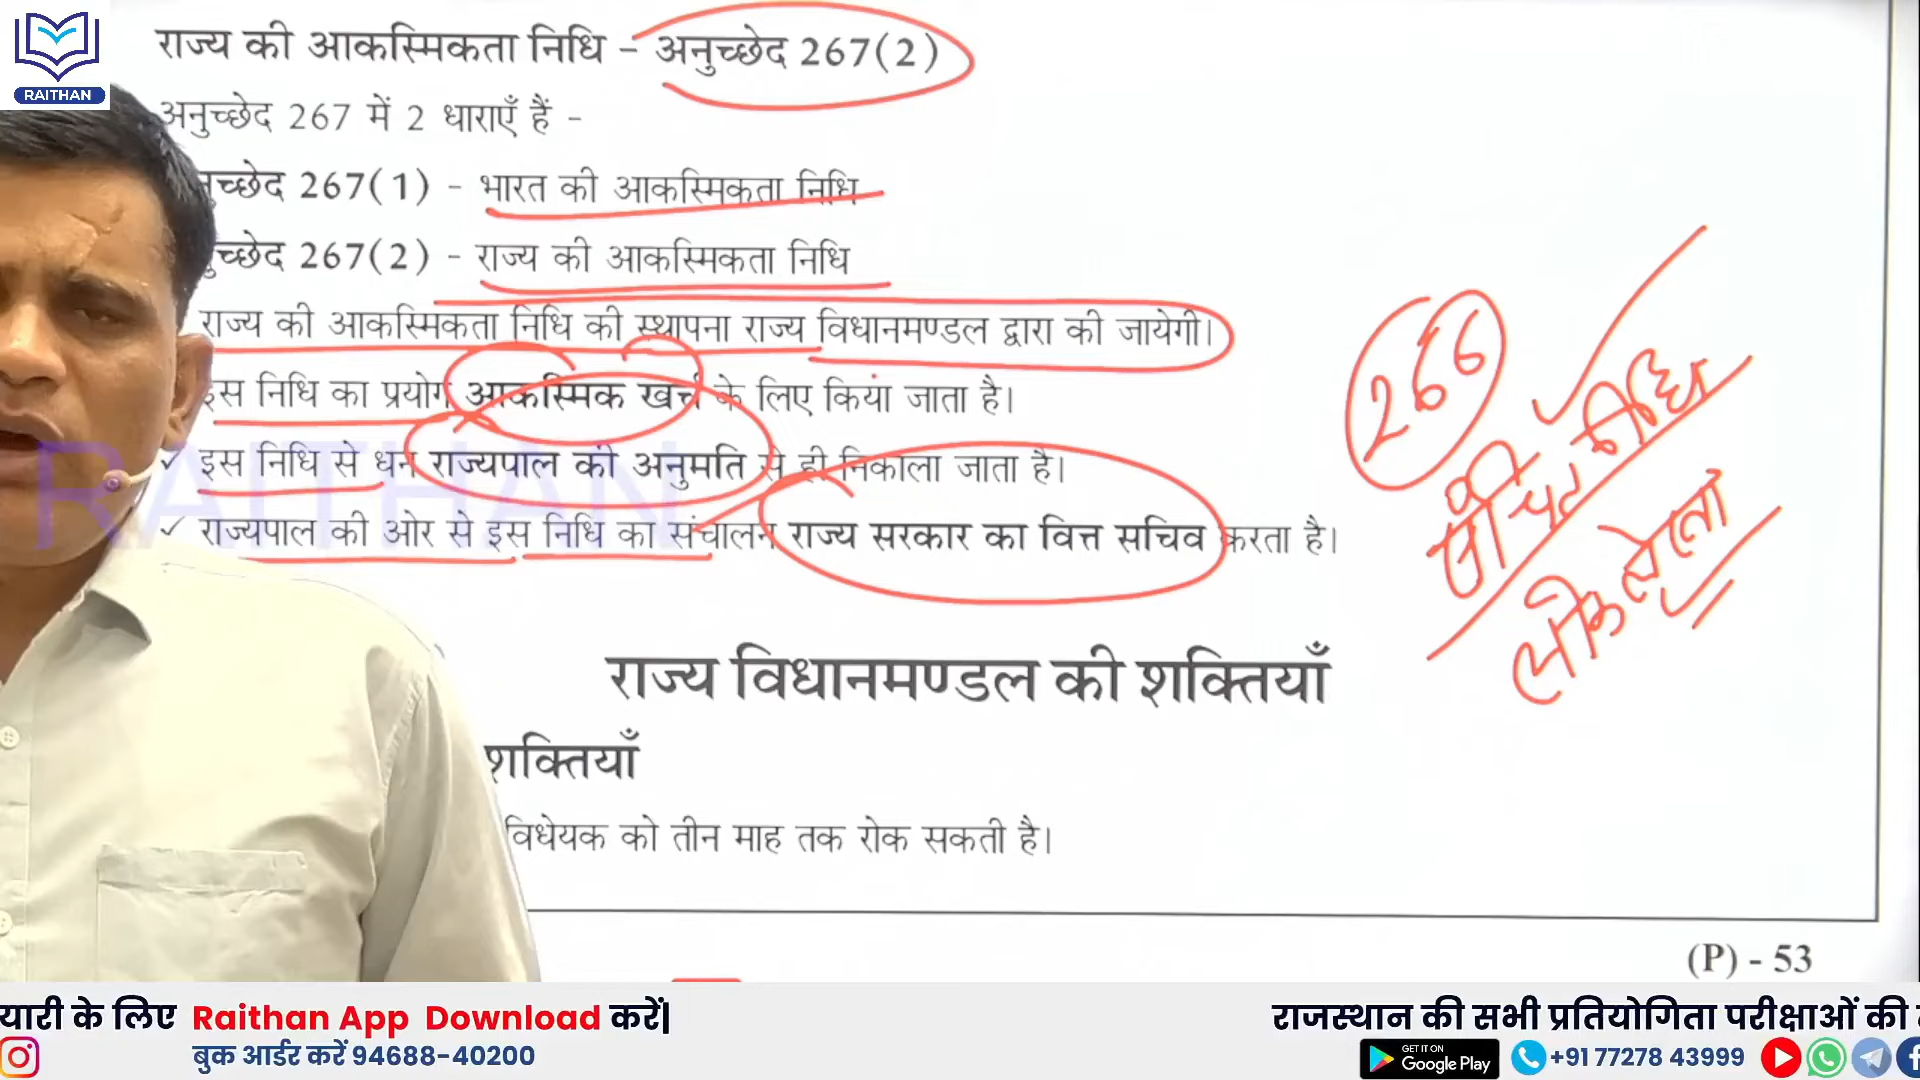 RAITHAN
राज्य की आकस्मिकता निधि – अनुच्छेद 267(2)
अनुच्छेद 267 में 2 धाराएँ हैं -
नुच्छेद 267(1) - भारत की आकस्मिकता निधि
नुच्छेद 267(2) - राज्य की आकस्मिकता निधि
राज्य की आकस्मिकता निधि की स्थापना राज्य विधानमण्डल द्वारा की जायेगी।
इस निधि का प्रयोग आकस्मिक खर्च के लिए किया जाता है।
✓ इस निधि से धन राज्यपाल की अनुमति से ही निकाला जाता है।
✓ राज्यपाल की ओर से इस निधि का संचालन राज्य सरकार का वित्त सचिव करता है।
266
संचित निधि
लोक लेखा
RAITHAN
राज्य विधानमण्डल की शक्तियाँ
शक्तियाँ
विधेयक को तीन माह तक रोक सकती है।
(P) - 53
यारी के लिए Raithan App Download करें|
राजस्थान की सभी प्रतियोगिता परीक्षाओं की
बुक आर्डर करें 94688-40200
GET IT ON
Google Play
+91 77278 43999